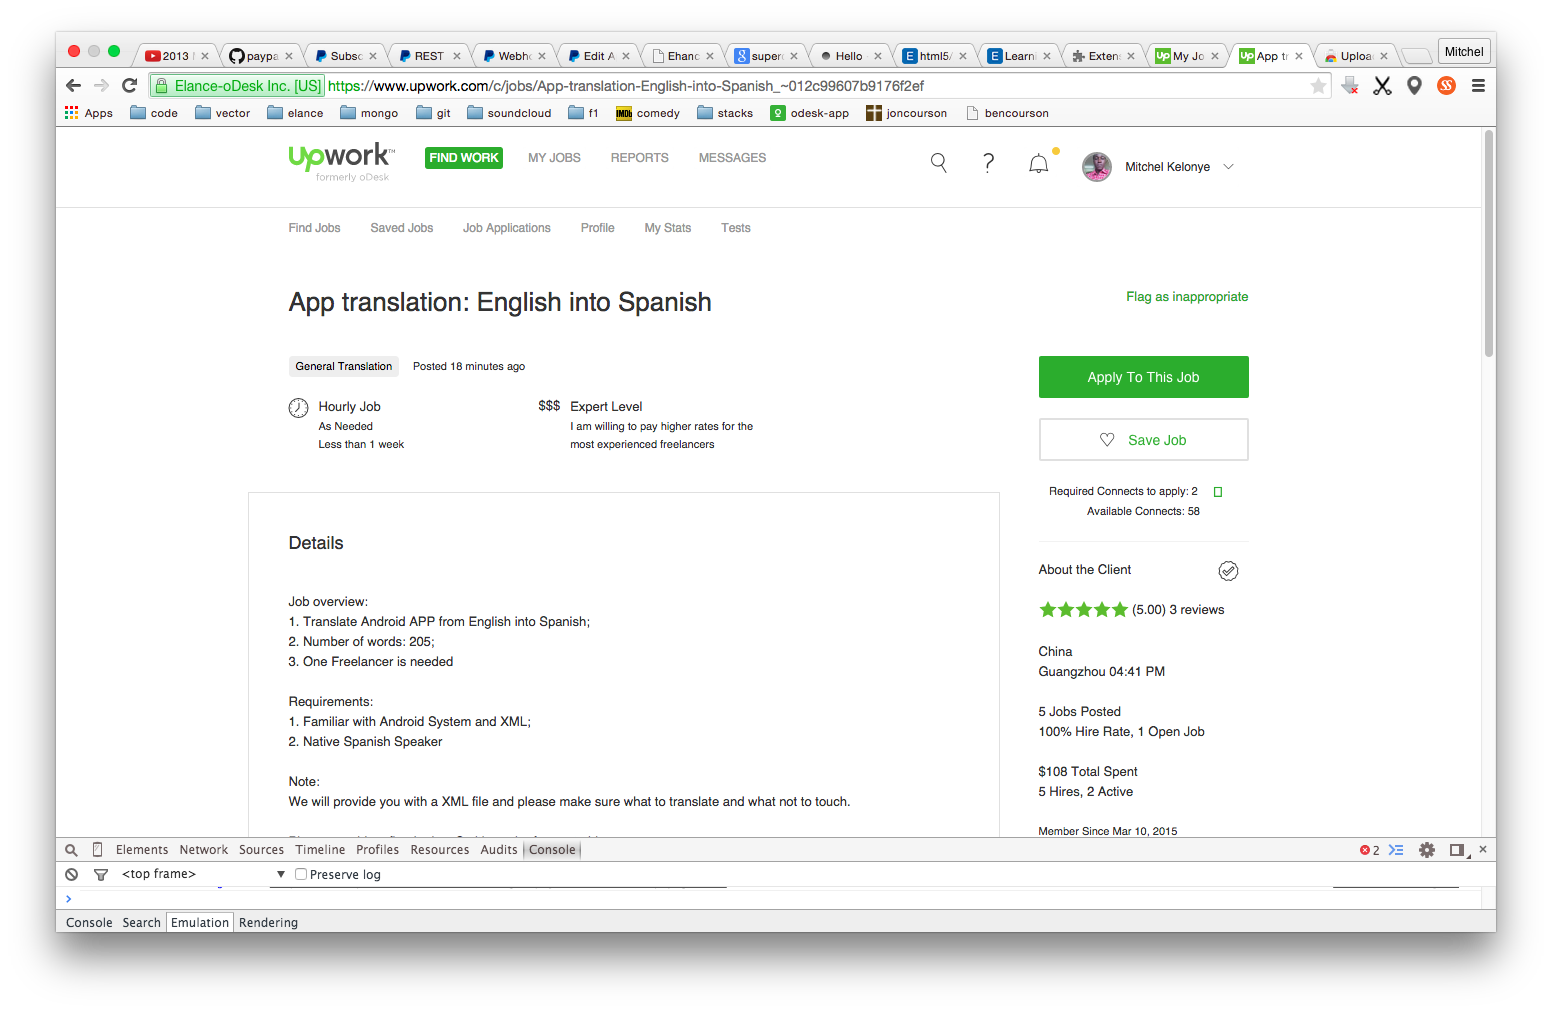 2013
paypa
Subsc
REST
Webho
Edit A
Ehanc
superu
Hello
html5/
Learni
Extens
My Jo
App tr
Uploa
Mitchel
Elance-oDesk Inc. [US] https://www.upwork.com/c/jobs/App-translation-English-into-Spanish_~012c99607b9176f2ef
Apps code vector elance mongo git soundcloud f1 IMDb comedy stacks odesk-app joncourson bencourson
Upwork™
formerly oDesk
FIND WORK MY JOBS REPORTS MESSAGES
? Mitchel Kelonye
Find Jobs Saved Jobs Job Applications Profile My Stats Tests
App translation: English into Spanish
Flag as inappropriate
General Translation Posted 18 minutes ago
Hourly Job
As Needed
Less than 1 week
$$$ Expert Level
I am willing to pay higher rates for the
most experienced freelancers
Apply To This Job
Save Job
Required Connects to apply: 2
Available Connects: 58
Details
Job overview:
1. Translate Android APP from English into Spanish;
2. Number of words: 205;
3. One Freelancer is needed
Requirements:
1. Familiar with Android System and XML;
2. Native Spanish Speaker
Note:
We will provide you with a XML file and please make sure what to translate and what not to touch.
About the Client
(5.00) 3 reviews
China
Guangzhou 04:41 PM
5 Jobs Posted
100% Hire Rate, 1 Open Job
$108 Total Spent
5 Hires, 2 Active
Member Since Mar 10, 2015
Elements Network Sources Timeline Profiles Resources Audits Console
2
<top frame> ▼ Preserve log
Console Search Emulation Rendering